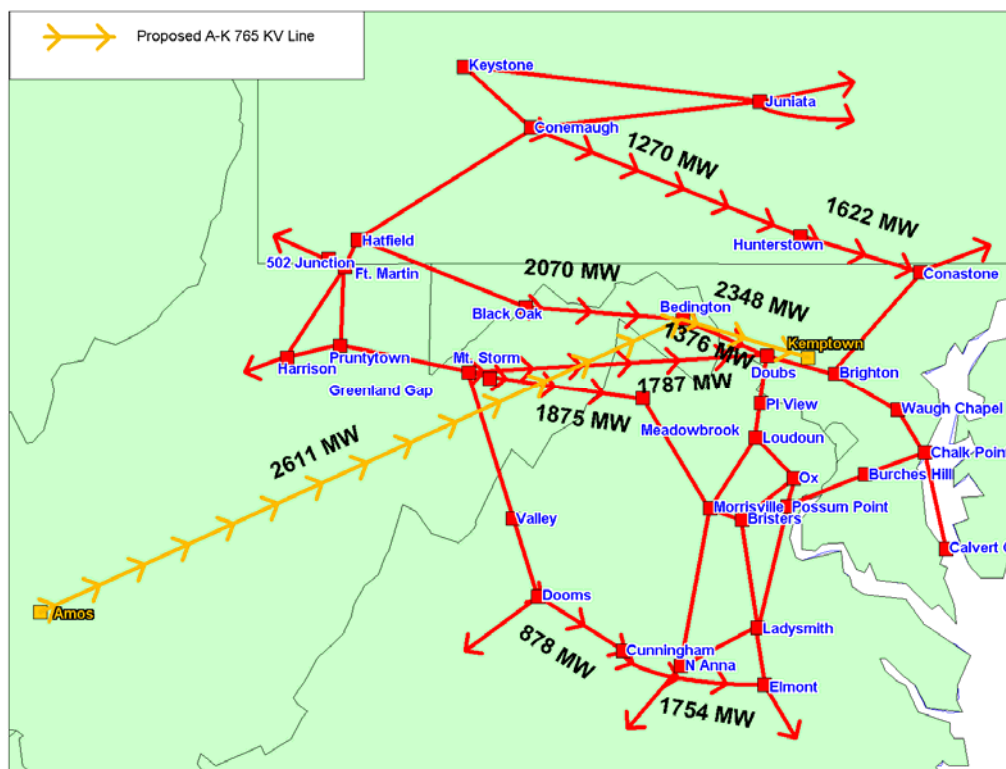 Proposed A-K 765 KV Line
Keystone
Juniata
Conemaugh
1270 MW
1622 MW
Hunterstown
Hatfield
502 Junction
Ft. Martin
2070 MW
Conastone
Black Oak
Bedington
2348 MW
1376 MW
Kemptown
Pruntytown
Mt. Storm
Harrison
Doubs
Brighton
Greenland Gap
1787 MW
1875 MW
Pl View
Waugh Chapel
Meadowbrook
Loudoun
2611 MW
Chalk Point
Ox
Burches Hill
Morrisville
Possum Point
Bristers
Valley
Calvert C
Amos
Dooms
878 MW
Ladysmith
Cunningham
N Anna
Elmont
1754 MW